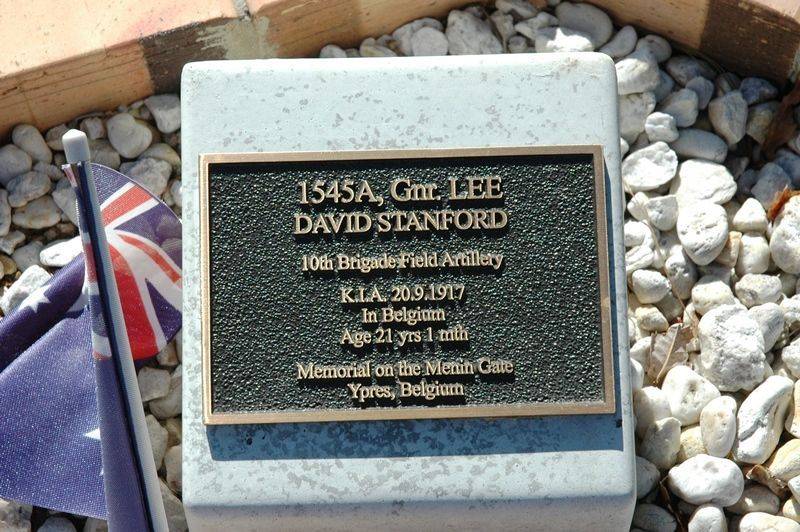 1545A, Gnr. LEE
DAVID STANFORD
10th Brigade Field Artillery
K.I.A. 20.9.1917
In Belgium
Age 21 yrs 1 mth
Memorial on the Menin Gate
Ypres, Belgium